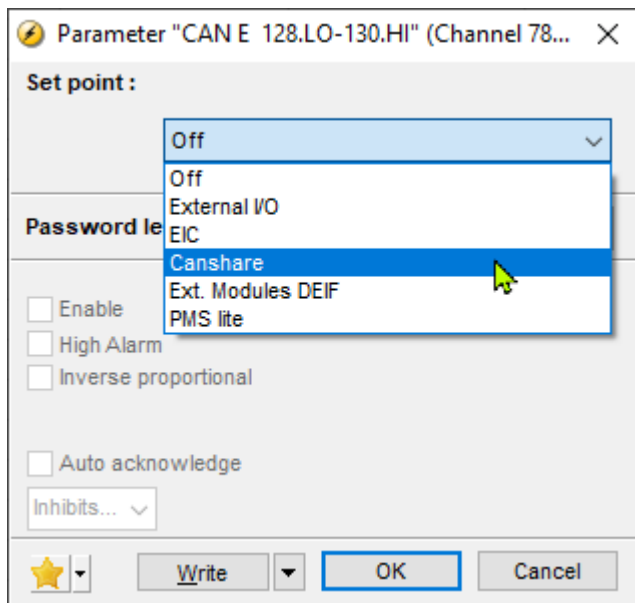 Parameter "CAN E 128.LO-130.HI" (Channel 78...
Set point :
Off
Off
External I/O
EIC
Canshare
Ext. Modules DEIF
PMS lite
Password le
Enable
High Alarm
Inverse proportional
Auto acknowledge
Inhibits...
Write
OK
Cancel